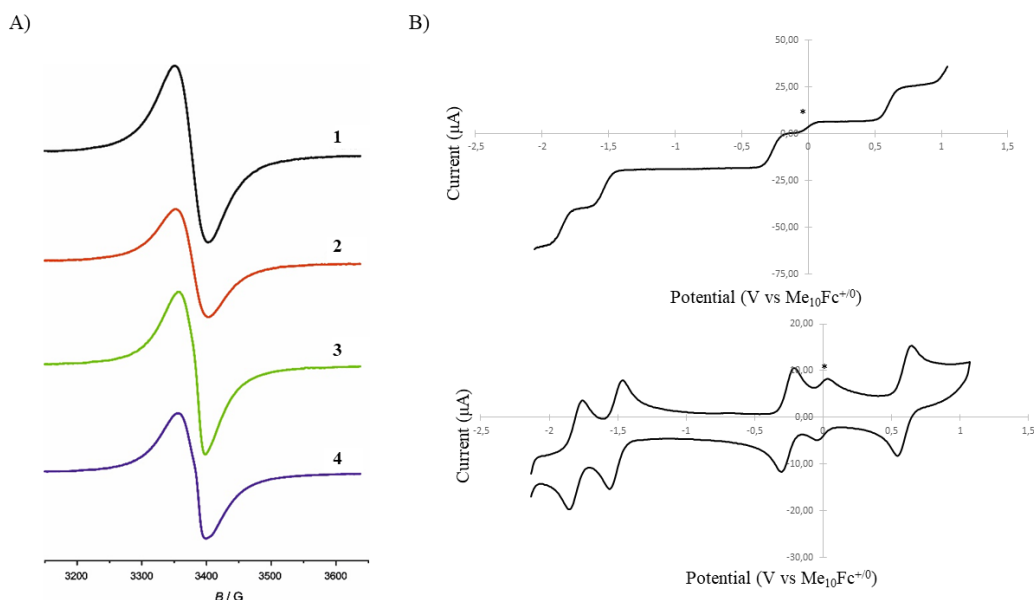 A)
1
2
3
4
3200 3300 3400 3500 3600
B / G
B)
50,00
25,00
0,00
-25,00
-50,00
-75,00
*
-2,5 -2 -1,5 -1 -0,5 0 0,5 1 1,5
Current (μA)
Potential (V vs Me₁₀Fc⁺ᐟ⁰)
20,00
10,00
0,00
-10,00
-20,00
-30,00
*
-2,5 -2 -1,5 -1 -0,5 0 0,5 1 1,5
Current (μA)
Potential (V vs Me₁₀Fc⁺ᐟ⁰)